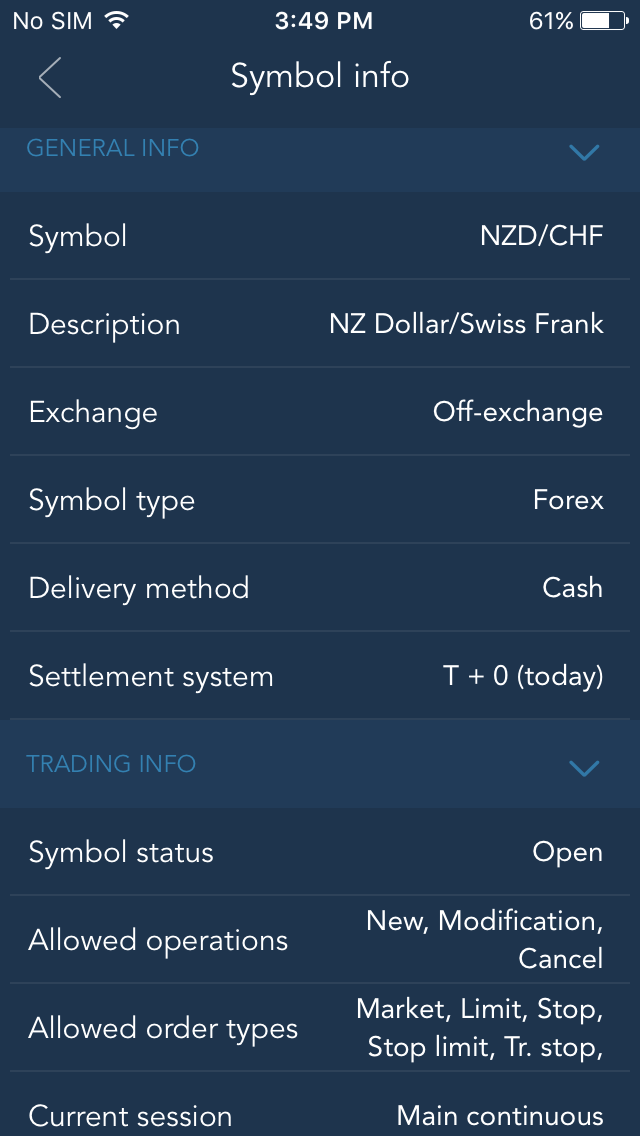 No SIM 3:49 PM 61%
Symbol info
GENERAL INFO
Symbol NZD/CHF
Description NZ Dollar/Swiss Frank
Exchange Off-exchange
Symbol type Forex
Delivery method Cash
Settlement system T + 0 (today)
TRADING INFO
Symbol status Open
Allowed operations New, Modification,
Cancel
Allowed order types Market, Limit, Stop,
Stop limit, Tr. stop,
Current session Main continuous